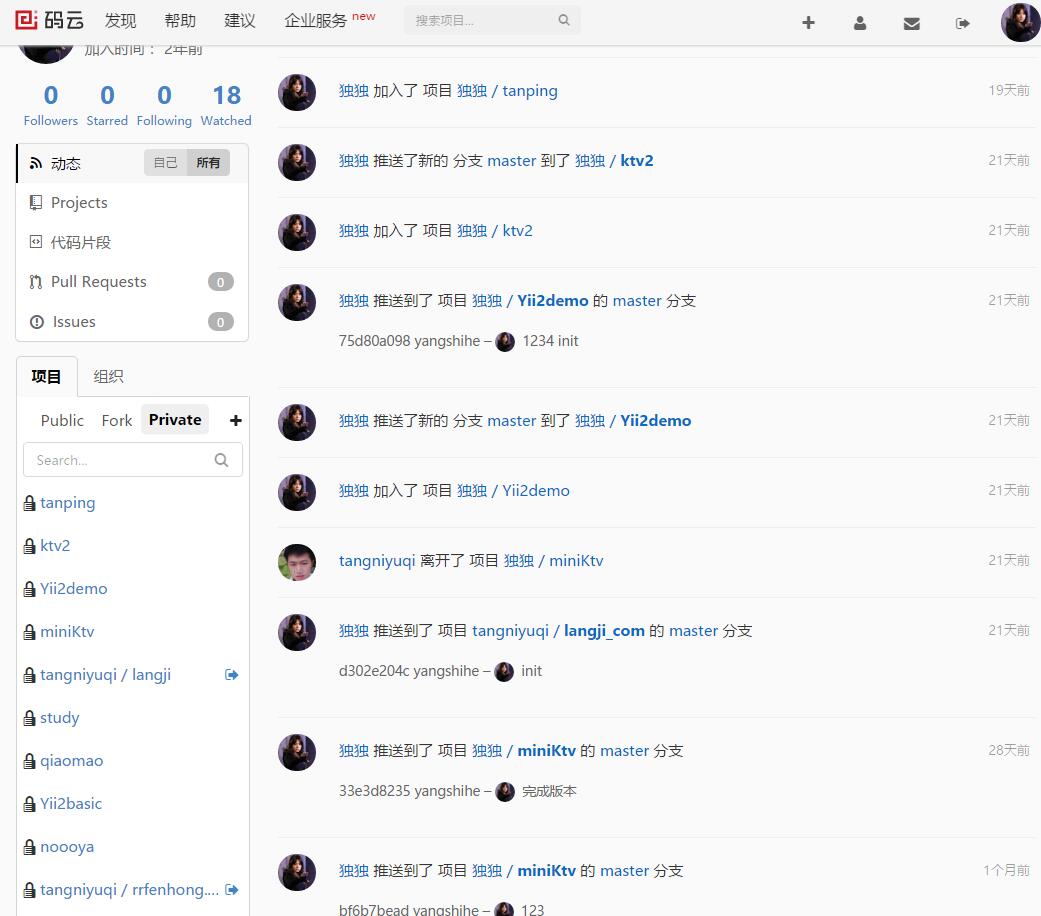 码云 发现 帮助 建议 企业服务 new 搜索项目...
加入的时间： 2年前
0 0 0 18
Followers Starred Following Watched
动态 自己 所有
Projects
代码片段
Pull Requests 0
Issues 0
项目 组织
Public Fork Private
Search...
tanping
ktv2
Yii2demo
miniKtv
tangniyuqi / langji
study
qiaomao
Yii2basic
noooya
tangniyuqi / rrfenhong....
独独 加入了 项目 独独 / tanping 19天前
独独 推送了新的 分支 master 到了 独独 / ktv2 21天前
独独 加入了 项目 独独 / ktv2 21天前
独独 推送到了 项目 独独 / Yii2demo 的 master 分支 21天前
75d80a098 yangshihe – 1234 init
独独 推送了新的 分支 master 到了 独独 / Yii2demo 21天前
独独 加入了 项目 独独 / Yii2demo 21天前
tangniyuqi 离开了 项目 独独 / miniKtv 21天前
独独 推送到了 项目 tangniyuqi / langji_com 的 master 分支 21天前
d302e204c yangshihe – init
独独 推送到了 项目 独独 / miniKtv 的 master 分支 28天前
33e3d8235 yangshihe – 完成版本
独独 推送到了 项目 独独 / miniKtv 的 master 分支 1个月前
bf6b7bead yangshihe – 123